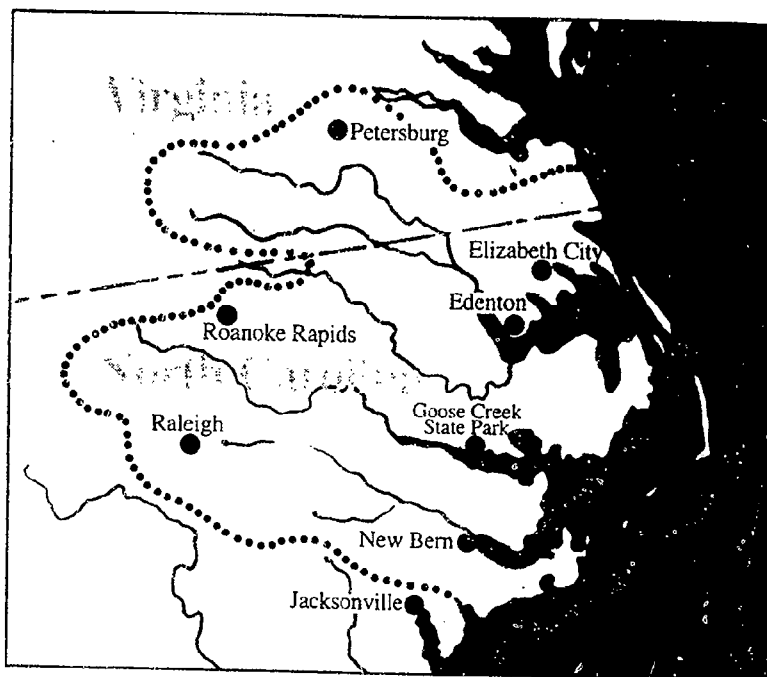 Virginia
Petersburg
Elizabeth City
Edenton
Roanoke Rapids
North Carolina
Goose Creek
State Park
Raleigh
New Bern
Jacksonville